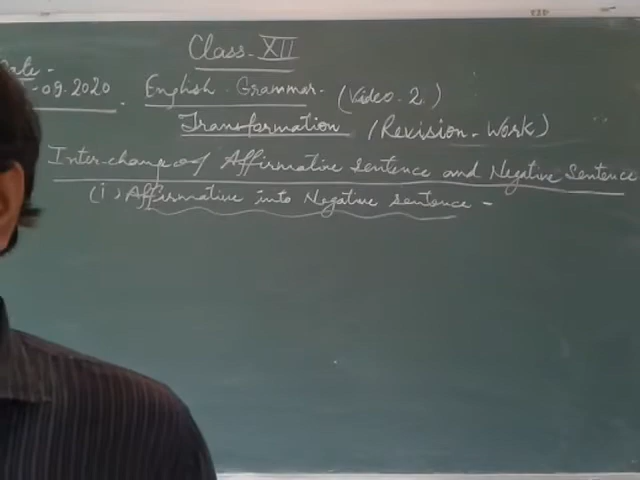 Class - XII
Date -
-09.2020. English Grammar. (Video. 2.)
Transformation (Revision - Work)
Inter-change of Affirmative Sentence and Negative Sentence
(i) Affirmative into Negative sentence -